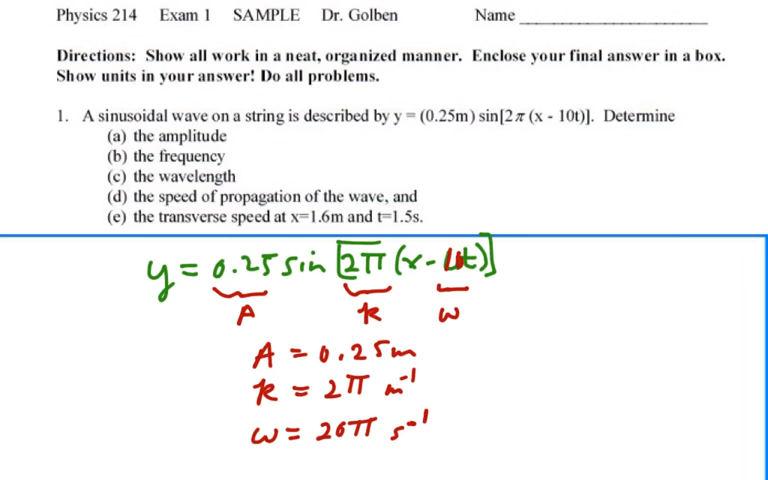 Physics 214 Exam 1 SAMPLE Dr. Golben Name
Directions: Show all work in a neat, organized manner. Enclose your final answer in a box.
Show units in your answer! Do all problems.
1. A sinusoidal wave on a string is described by y = (0.25m) sin[2π (x - 10t)]. Determine
(a) the amplitude
(b) the frequency
(c) the wavelength
(d) the speed of propagation of the wave, and
(e) the transverse speed at x=1.6m and t=1.5s.
y = 0.25 sin [2π (x - 10t)]
A k ω
A = 0.25m
k = 2π m⁻¹
ω = 20π s⁻¹